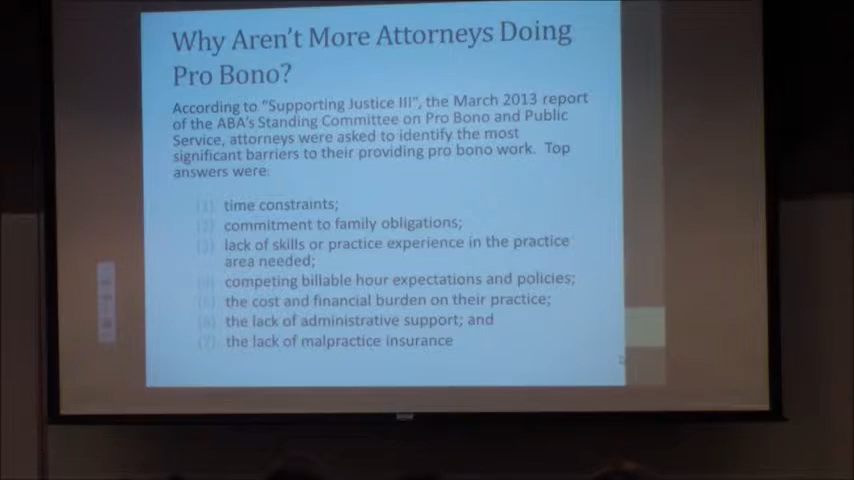 Why Aren't More Attorneys Doing
Pro Bono?
According to "Supporting Justice III", the March 2013 report
of the ABA's Standing Committee on Pro Bono and Public
Service, attorneys were asked to identify the most
significant barriers to their providing pro bono work. Top
answers were:
(1) time constraints;
(2) commitment to family obligations;
(3) lack of skills or practice experience in the practice
area needed;
(4) competing billable hour expectations and policies;
(5) the cost and financial burden on their practice;
(6) the lack of administrative support; and
(7) the lack of malpractice insurance